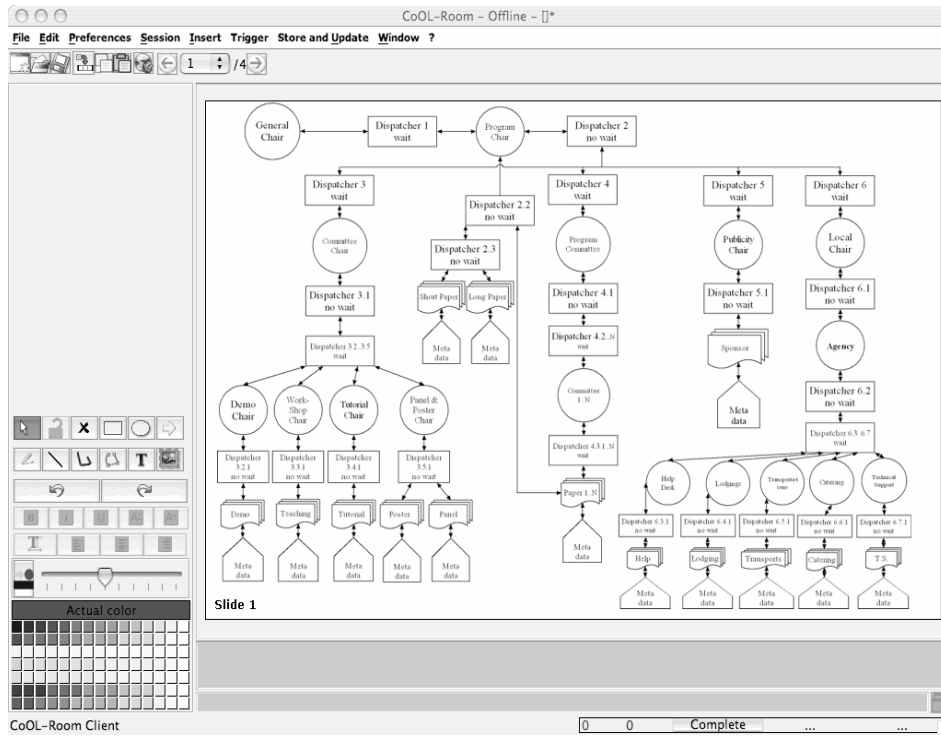 CoOL-Room - Offline - []*
File Edit Preferences Session Insert Trigger Store and Update Window ?
1 /4
General
Chair
Dispatcher 1
wait
Program
Chair
Dispatcher 2
no wait
Dispatcher 3
wait
Dispatcher 2.2
no wait
Dispatcher 4
wait
Dispatcher 5
wait
Dispatcher 6
wait
Committee
Chair
Dispatcher 2.3
no wait
Program
Committee
Publicity
Chair
Local
Chair
Dispatcher 3.1
no wait
Short Paper
Long Paper
Dispatcher 4.1
no wait
Dispatcher 5.1
no wait
Dispatcher 6.1
no wait
Dispatcher 3.2..3.5
wait
Meta
data
Meta
data
Dispatcher 4.2..N
wait
Sponsor
Agency
Demo
Chair
Work-
Shop
Chair
Tutorial
Chair
Panel &
Poster
Chair
Committee
1..N
Meta
data
Dispatcher 6.2
no wait
Dispatcher
3.2.1
no wait
Dispatcher
3.3.1
no wait
Dispatcher
3.4.1
no wait
Dispatcher
3.5.1
no wait
Dispatcher 4.3.1..N
wait
Dispatcher 6.3..6.7
wait
Help
Desk
Lodgings
Transportat
ions
Catering
Technical
Support
Demo
Teaching
Tutorial
Poster
Panel
Paper 1..N
Dispatcher 6.3.1
no wait
Dispatcher 6.4.1
no wait
Dispatcher 6.5.1
no wait
Dispatcher 6.6.1
no wait
Dispatcher 6.7.1
no wait
Meta
data
Meta
data
Meta
data
Meta
data
Meta
data
Meta
data
Help
Lodging
Transports
Catering
T.S.
Meta
data
Meta
data
Meta
data
Meta
data
Meta
data
Slide 1
T
B I U
T
Actual color
CoOL-Room Client
0 0 Complete ... ...